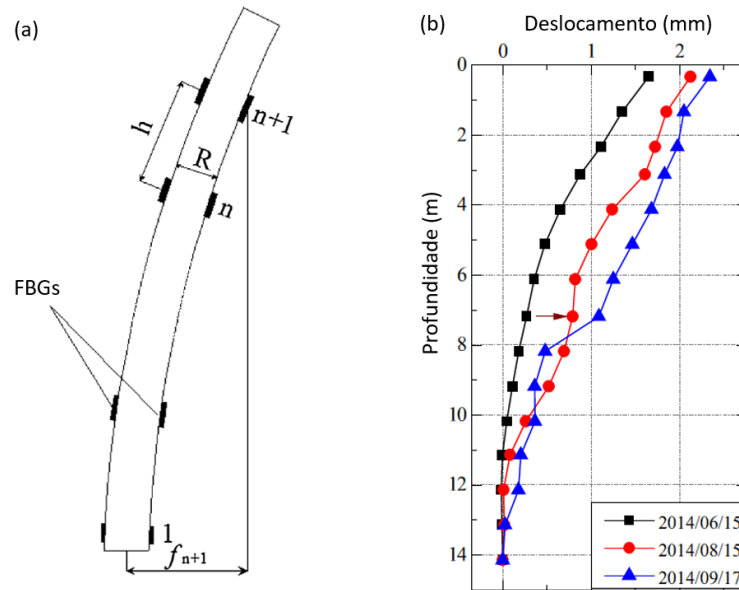 (a)
h
n+1
R
n
FBGs
1
f n+1
(b)
Deslocamento (mm)
0 1 2
Profundidade (m)
0
2
4
6
8
10
12
14
2014/06/15
2014/08/15
2014/09/17